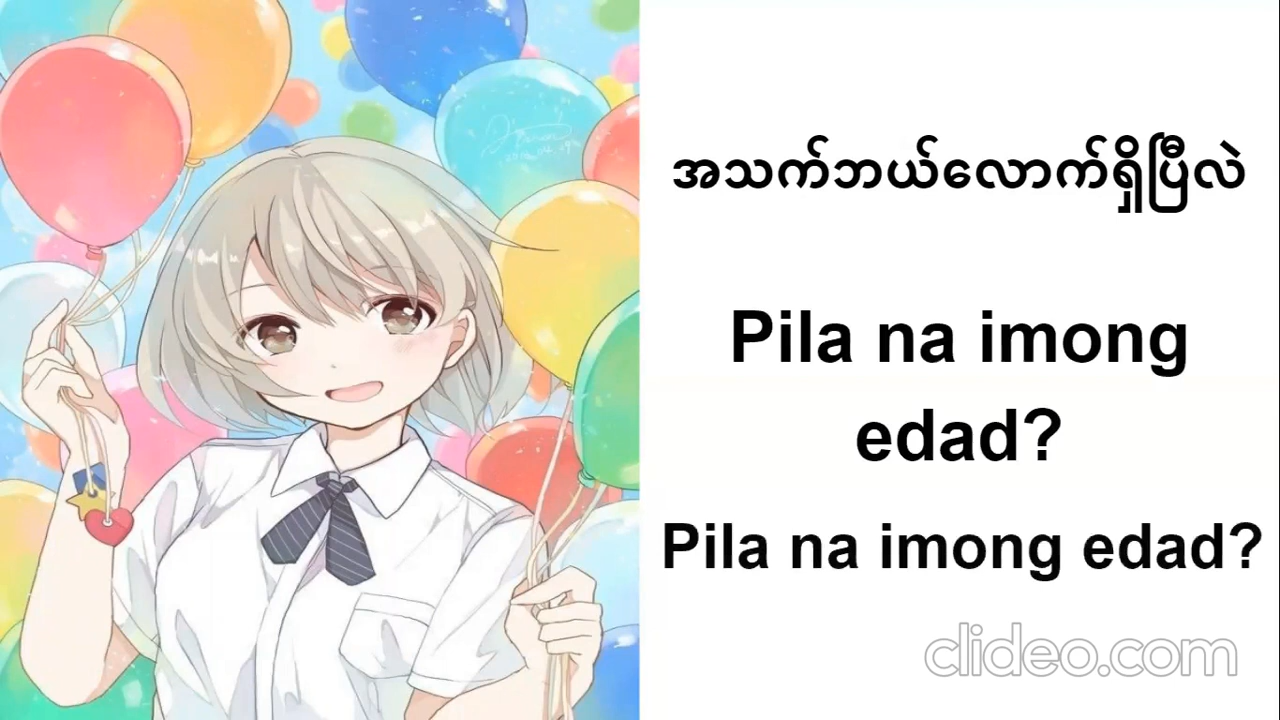 အသက်ဘယ်လောက်ရှိပြီလဲ
Pila na imong
edad?
Pila na imong edad?
clideo.com